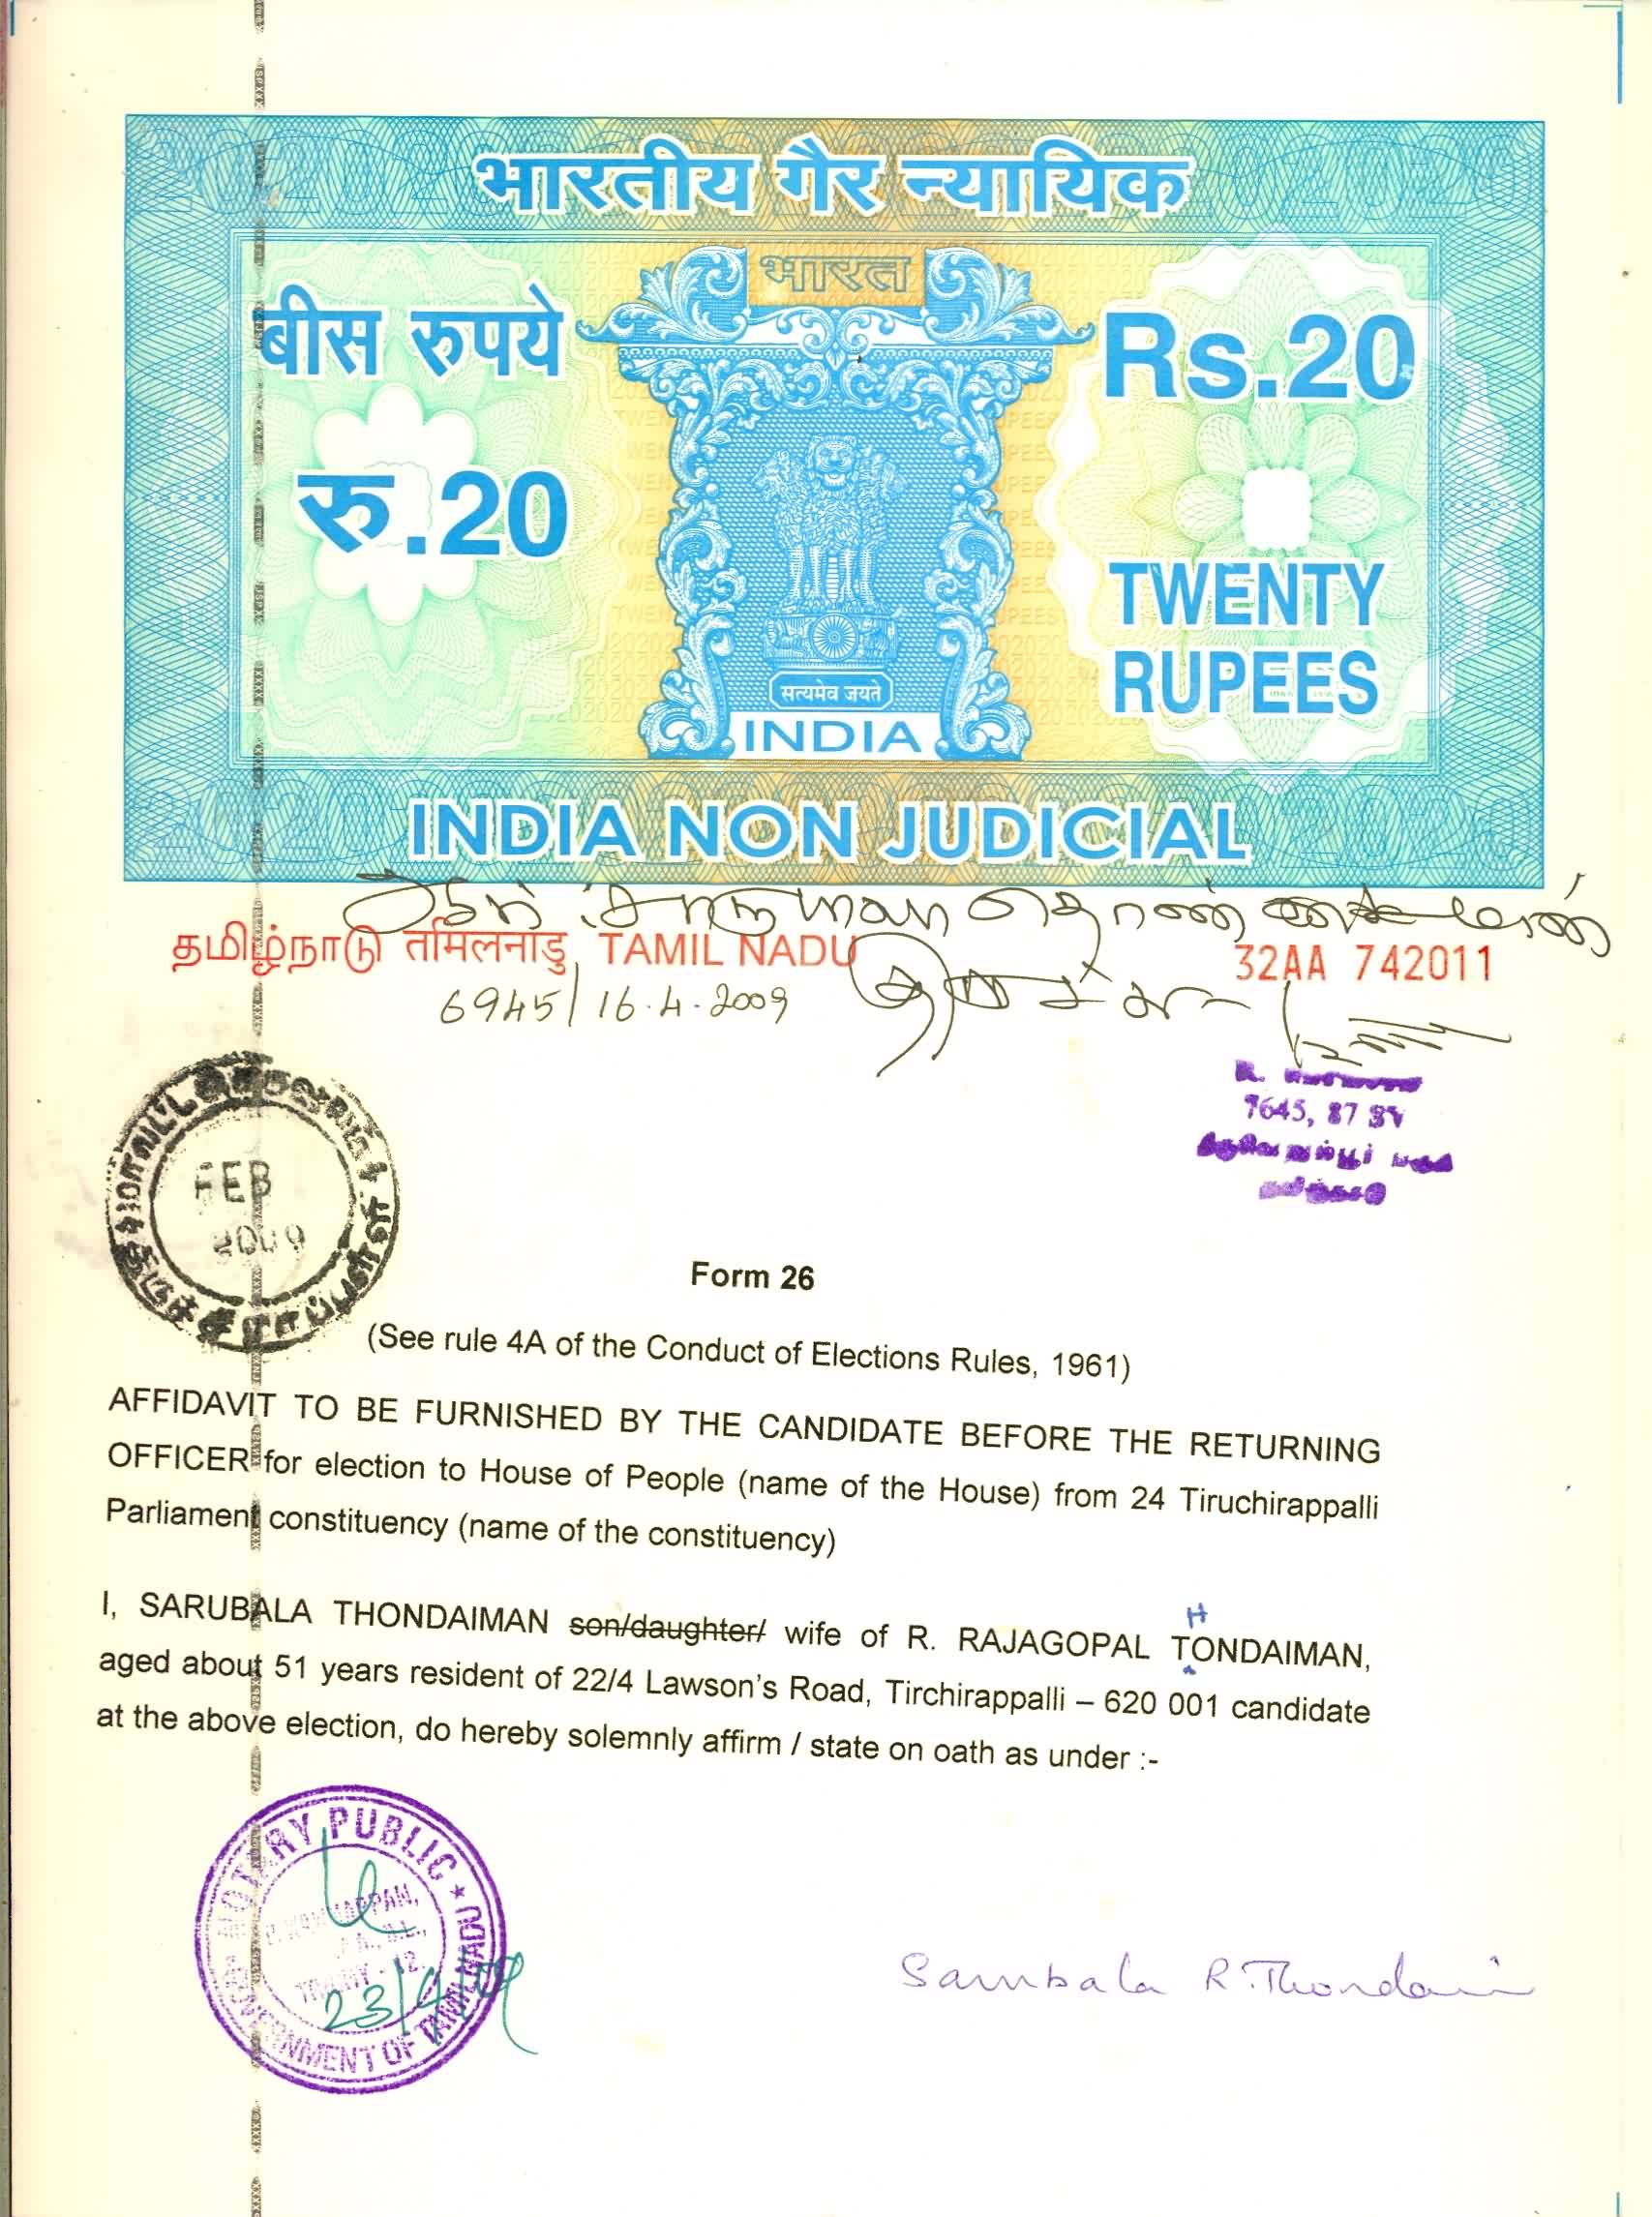 भारतीय गैर न्यायिक
भारत
बीस रुपये
Rs.20
रु.20
TWENTY
RUPEES
सत्यमेव जयते
INDIA
INDIA NON JUDICIAL
தமிழ்நாடு तमिलनाडु TAMIL NADU
32AA 742011
6945/16.4.2009
7645, 87
FEB
2009
Form 26
(See rule 4A of the Conduct of Elections Rules, 1961)
AFFIDAVIT TO BE FURNISHED BY THE CANDIDATE BEFORE THE RETURNING
OFFICER for election to House of People (name of the House) from 24 Tiruchirappalli
Parliament constituency (name of the constituency)
H
I, SARUBALA THONDAIMAN son/daughter/ wife of R. RAJAGOPAL TONDAIMAN,
aged about 51 years resident of 22/4 Lawson's Road, Tirchirappalli – 620 001 candidate
at the above election, do hereby solemnly affirm / state on oath as under :-
NOTARY PUBLIC
GOVERNMENT OF TAMILNADU
23/4/09
Sarubala R. Thondai